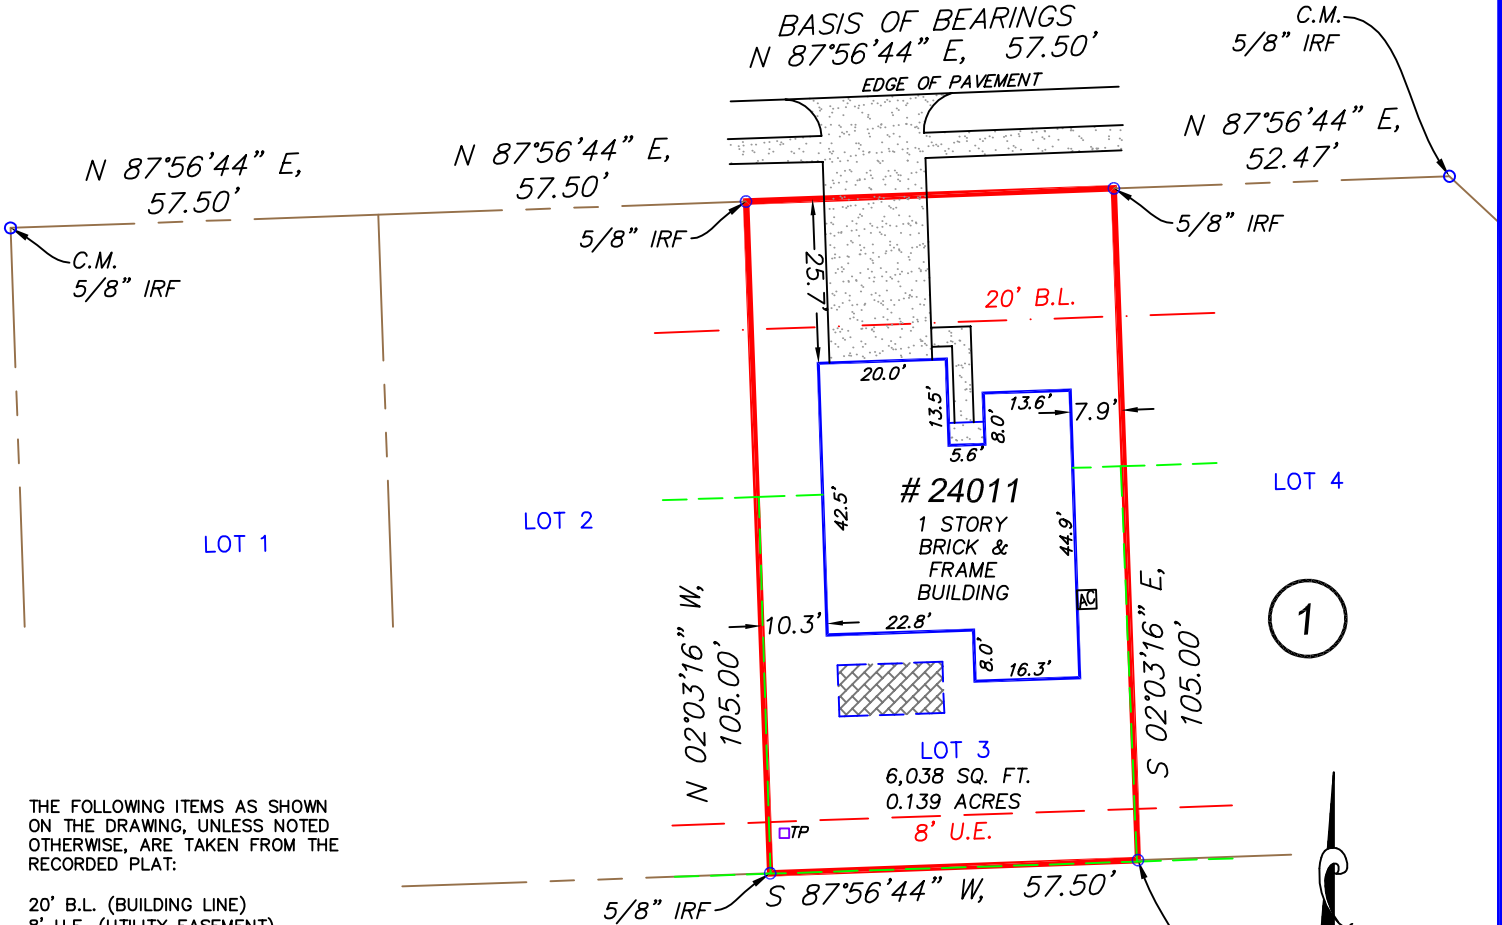 BASIS OF BEARINGS
N 87°56'44" E, 57.50'
EDGE OF PAVEMENT
C.M.
5/8" IRF
N 87°56'44" E,
57.50'
N 87°56'44" E,
57.50'
N 87°56'44" E,
52.47'
C.M.
5/8" IRF
5/8" IRF
5/8" IRF
25.7'
20' B.L.
20.0'
13.5'
13.6'
7.9'
8.0'
5.6'
# 24011
1 STORY
BRICK &
FRAME
BUILDING
42.5'
44.9'
LOT 1
LOT 2
LOT 4
AC
1
10.3'
22.8'
8.0'
16.3'
N 02°03'16" W,
105.00'
S 02°03'16" E,
105.00'
LOT 3
6,038 SQ. FT.
0.139 ACRES
8' U.E.
TP
S 87°56'44" W, 57.50'
5/8" IRF
THE FOLLOWING ITEMS AS SHOWN
ON THE DRAWING, UNLESS NOTED
OTHERWISE, ARE TAKEN FROM THE
RECORDED PLAT:
20' B.L. (BUILDING LINE)
8' U.E. (UTILITY EASEMENT)